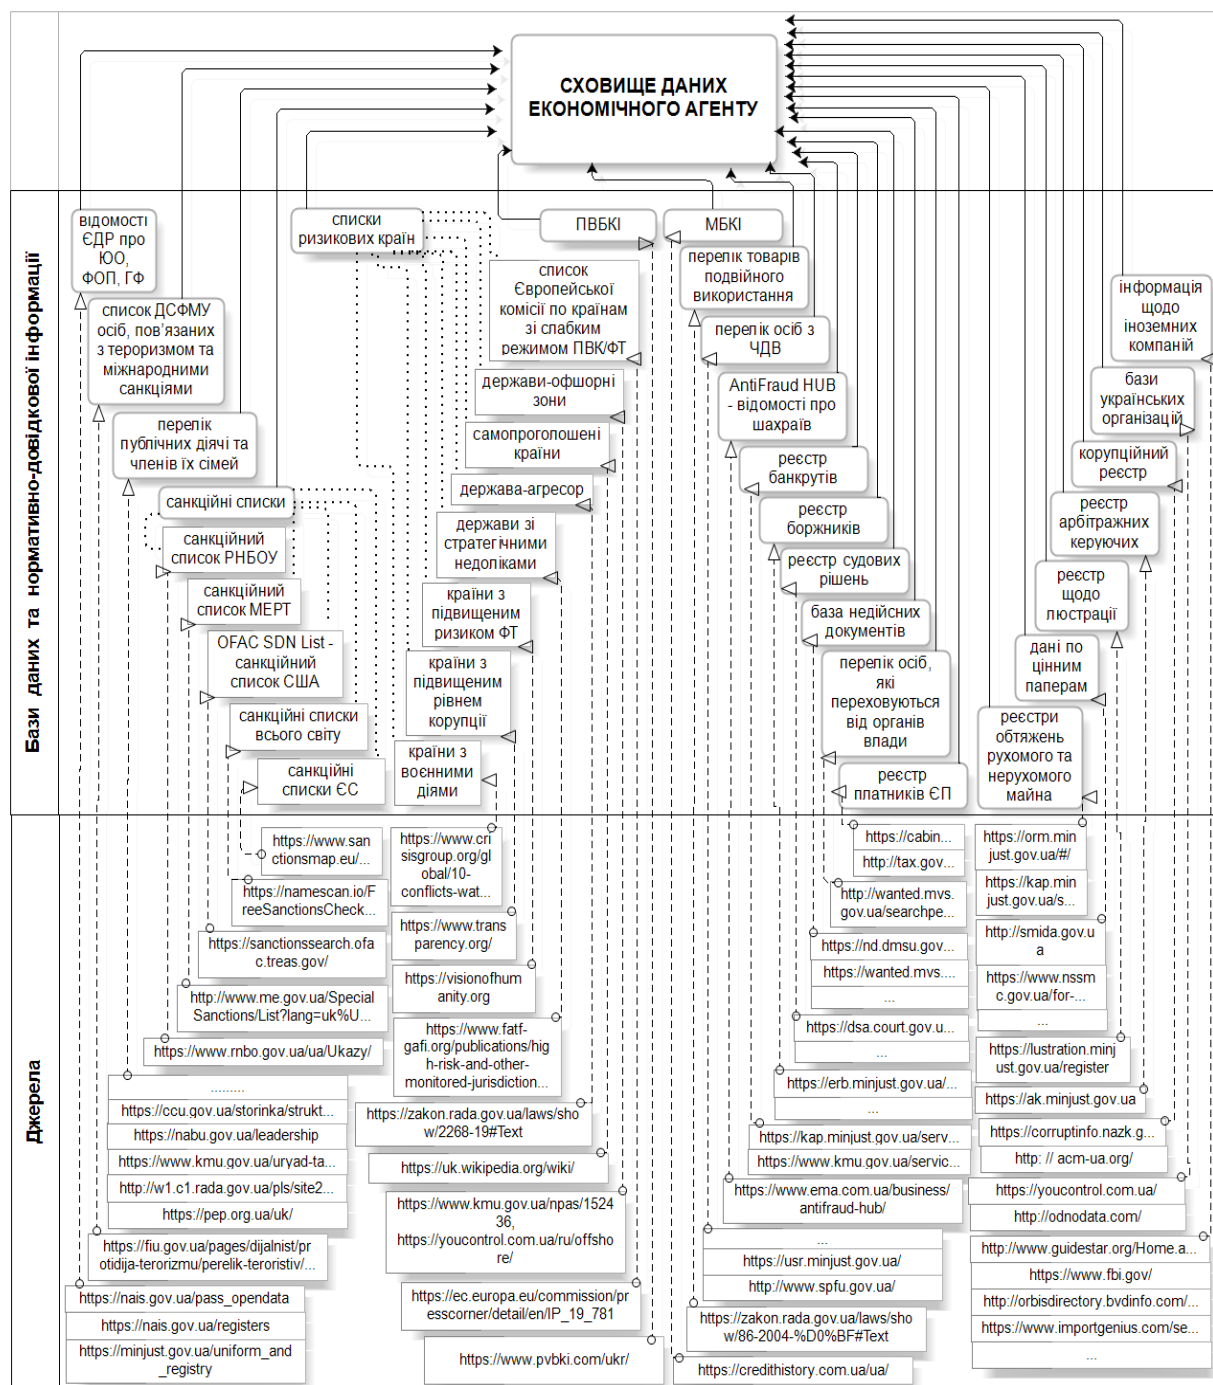 СХОВИЩЕ ДАНИХ
ЕКОНОМІЧНОГО АГЕНТУ
Бази даних та нормативно-довідкової інформації
відомості
ЄДР про
ЮО,
ФОП, ГФ
список ДСФМУ
осіб, пов’язаних
з тероризмом та
міжнародними
санкціями
перелік
публічних діячі та
членів їх сімей
санкційні списки
санкційний
список РНБОУ
санкційний
список МЕРТ
OFAC SDN List -
санкційний
список США
санкційні списки
всього світу
санкційні
списки ЄС
списки
ризикових країн
ПВБКІ
список
Європейської
комісії по країнам
зі слабким
режимом ПВК/ФТ
держави-офшорні
зони
самопроголошені
країни
держава-агресор
держави зі
стратегічними
недоліками
країни з
підвищеним
ризиком ФТ
країни з
підвищеним
рівнем
корупції
країни з
воєнними
діями
МБКІ
перелік товарів
подвійного
використання
перелік осіб з
ЧДВ
AntiFraud HUB
- відомості про
шахраїв
реєстр
банкрутів
реєстр
боржників
реєстр судових
рішень
база недійсних
документів
перелік осіб,
які
переховуються
від органів
влади
реєстр
платників ЄП
інформація
щодо
іноземних
компаній
бази
українських
організацій
корупційний
реєстр
реєстр
арбітражних
керуючих
реєстр
щодо
люстрації
дані по
цінним
паперам
реєстри
обтяжень
рухомого та
нерухомого
майна
Джерела
https://www.san
ctionsmap.eu/...
https://namescan.io/F
reeSanctionsCheck...
https://sanctionssearch.ofa
c.treas.gov/
http://www.me.gov.ua/Special
Sanctions/List?lang=uk%U...
https://www.rnbo.gov.ua/ua/Ukazy/
.........
https://ccu.gov.ua/storinka/strukt...
https://nabu.gov.ua/leadership
https://www.kmu.gov.ua/uryad-ta...
http://w1.c1.rada.gov.ua/pls/site2...
https://pep.org.ua/uk/
https://fiu.gov.ua/pages/dijalnist/pr
otidija-terorizmu/perelik-teroristiv/...
https://nais.gov.ua/pass_opendata
https://nais.gov.ua/registers
https://minjust.gov.ua/uniform_and
_registry
https://www.cri
sisgroup.org/gl
obal/10-
conflicts-wat...
https://www.trans
parency.org/
https://visionofhum
anity.org
https://www.fatf-
gafi.org/publications/hig
h-risk-and-other-
monitored-jurisdiction...
https://zakon.rada.gov.ua/laws/sho
w/2268-19#Text
https://uk.wikipedia.org/wiki/
https://www.kmu.gov.ua/npas/1524
36,
https://youcontrol.com.ua/ru/offsho
re/
https://ec.europa.eu/commission/pr
esscorner/detail/en/IP_19_781
https://www.pvbki.com/ukr/
https://cabin...
http://tax.gov...
http://wanted.mvs.
gov.ua/searchpe...
https://nd.dmsu.gov...
https://wanted.mvs....
...
https://dsa.court.gov.u...
...
https://erb.minjust.gov.ua/...
...
https://kap.minjust.gov.ua/serv...
https://www.kmu.gov.ua/servic...
https://www.ema.com.ua/business/
antifraud-hub/
...
https://usr.minjust.gov.ua/
http://www.spfu.gov.ua/
https://zakon.rada.gov.ua/laws/sho
w/86-2004-%D0%BF#Text
https://credithistory.com.ua/ua/
https://orm.min
just.gov.ua/#/
https://kap.min
just.gov.ua/s...
http://smida.gov.u
a
https://www.nssm
c.gov.ua/for-...
...
https://lustration.minj
ust.gov.ua/register
https://ak.minjust.gov.ua
https://corruptinfo.nazk.g...
http: // acm-ua.org/
https://youcontrol.com.ua/
http://odnodata.com/
http://www.guidestar.org/Home.a...
https://www.fbi.gov/
http://orbisdirectory.bvdinfo.com/...
https://www.importgenius.com/se...
...